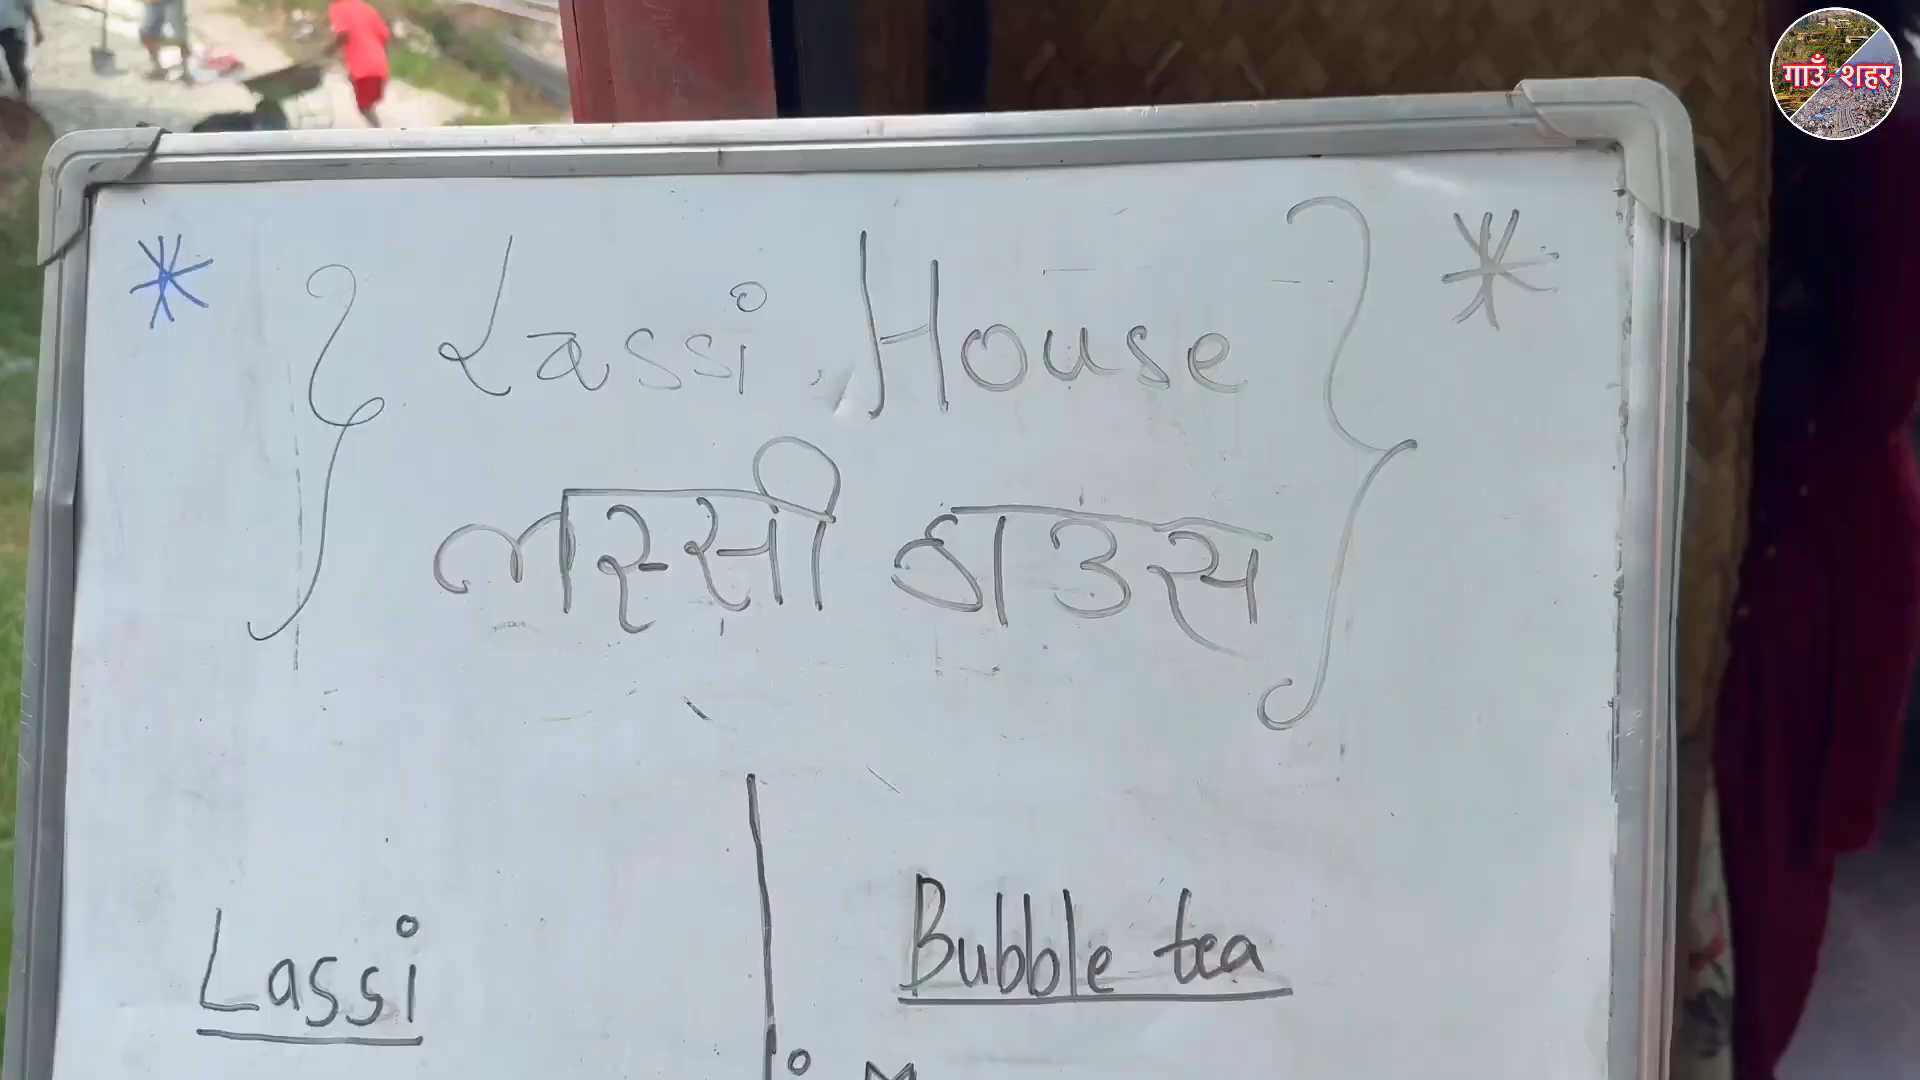 गाउँ-शहर
* { Lassi House } *
लस्सी हाउस
Lassi
Bubble tea